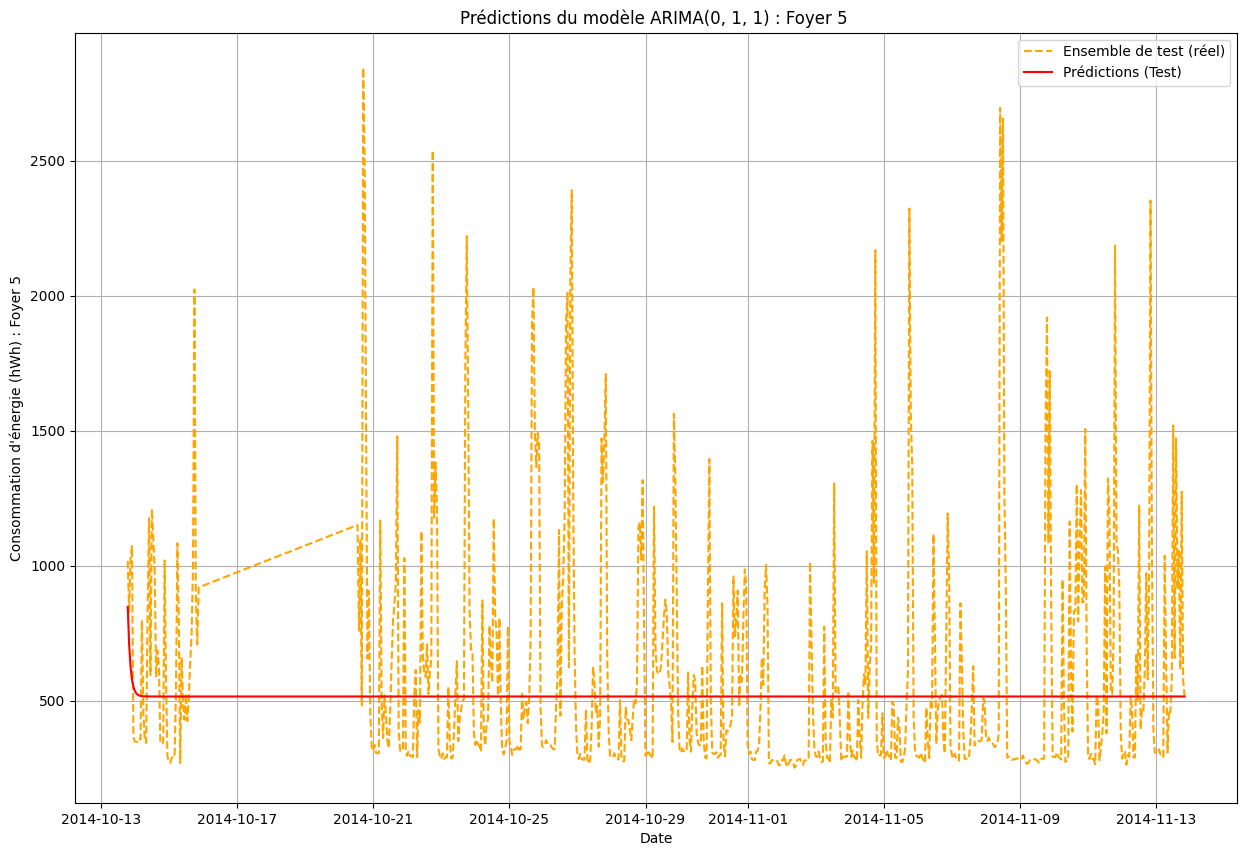 Prédictions du modèle ARIMA(0, 1, 1) : Foyer 5
Ensemble de test (réel)
Prédictions (Test)
Consommation d'énergie (hWh) : Foyer 5
2500
2000
1500
1000
500
2014-10-13
2014-10-17
2014-10-21
2014-10-25
2014-10-29
2014-11-01
2014-11-05
2014-11-09
2014-11-13
Date